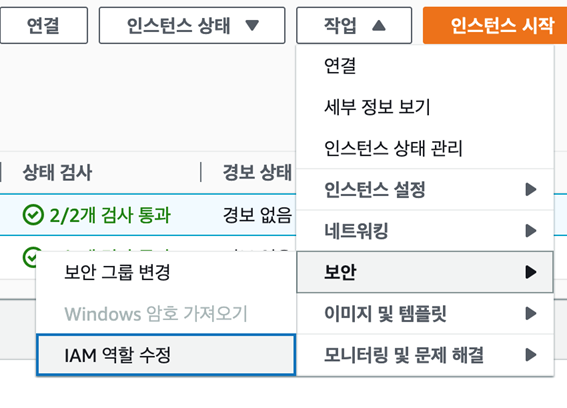 연결
인스턴스 상태
작업
인스턴스 시작
연결
세부 정보 보기
인스턴스 상태 관리
상태 검사
경보 상태
인스턴스 설정
2/2개 검사 통과
경보 없음
네트워킹
보안 그룹 변경
보안
Windows 암호 가져오기
이미지 및 템플릿
IAM 역할 수정
모니터링 및 문제 해결